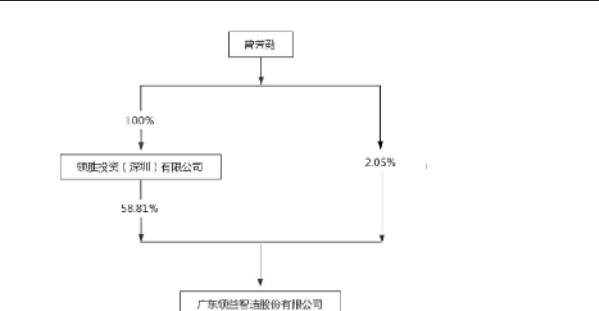 曾芳勤
100%
领胜投资（深圳）有限公司
2.05%
58.81%
广东领益智造股份有限公司